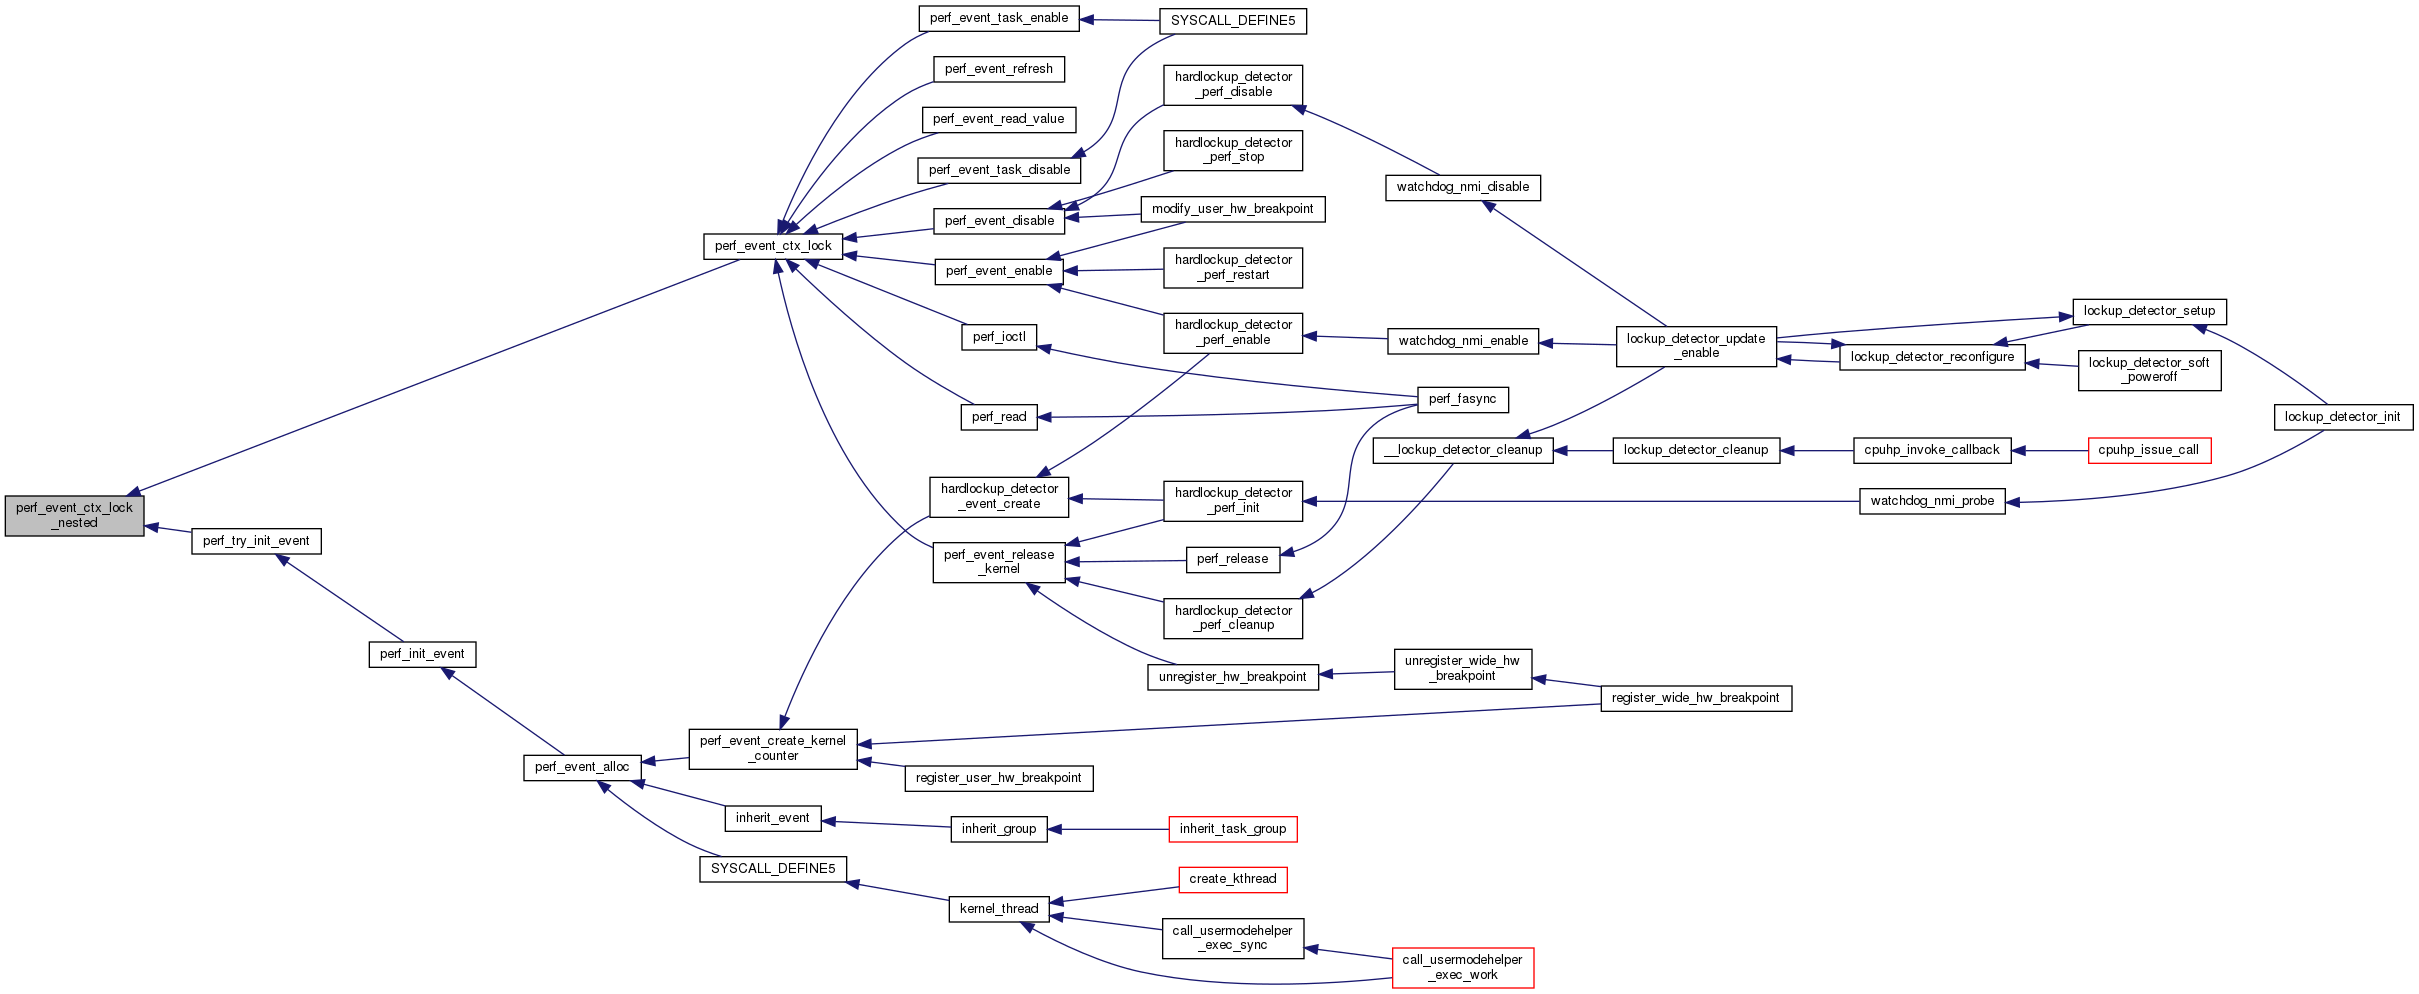 perf_event_task_enable
SYSCALL_DEFINE5
perf_event_refresh
hardlockup_detector
_perf_disable
perf_event_read_value
hardlockup_detector
_perf_stop
perf_event_task_disable
watchdog_nmi_disable
modify_user_hw_breakpoint
perf_event_disable
perf_event_ctx_lock
hardlockup_detector
_perf_restart
perf_event_enable
lockup_detector_setup
hardlockup_detector
_perf_enable
perf_ioctl
watchdog_nmi_enable
lockup_detector_update
_enable
lockup_detector_reconfigure
lockup_detector_soft
_poweroff
perf_fasync
perf_read
lockup_detector_init
__lockup_detector_cleanup
lockup_detector_cleanup
cpuhp_invoke_callback
cpuhp_issue_call
hardlockup_detector
_event_create
hardlockup_detector
_perf_init
watchdog_nmi_probe
perf_event_ctx_lock
_nested
perf_try_init_event
perf_event_release
_kernel
perf_release
hardlockup_detector
_perf_cleanup
perf_init_event
unregister_hw_breakpoint
unregister_wide_hw
_breakpoint
register_wide_hw_breakpoint
perf_event_create_kernel
_counter
perf_event_alloc
register_user_hw_breakpoint
inherit_event
inherit_group
inherit_task_group
SYSCALL_DEFINE5
create_kthread
kernel_thread
call_usermodehelper
_exec_sync
call_usermodehelper
_exec_work